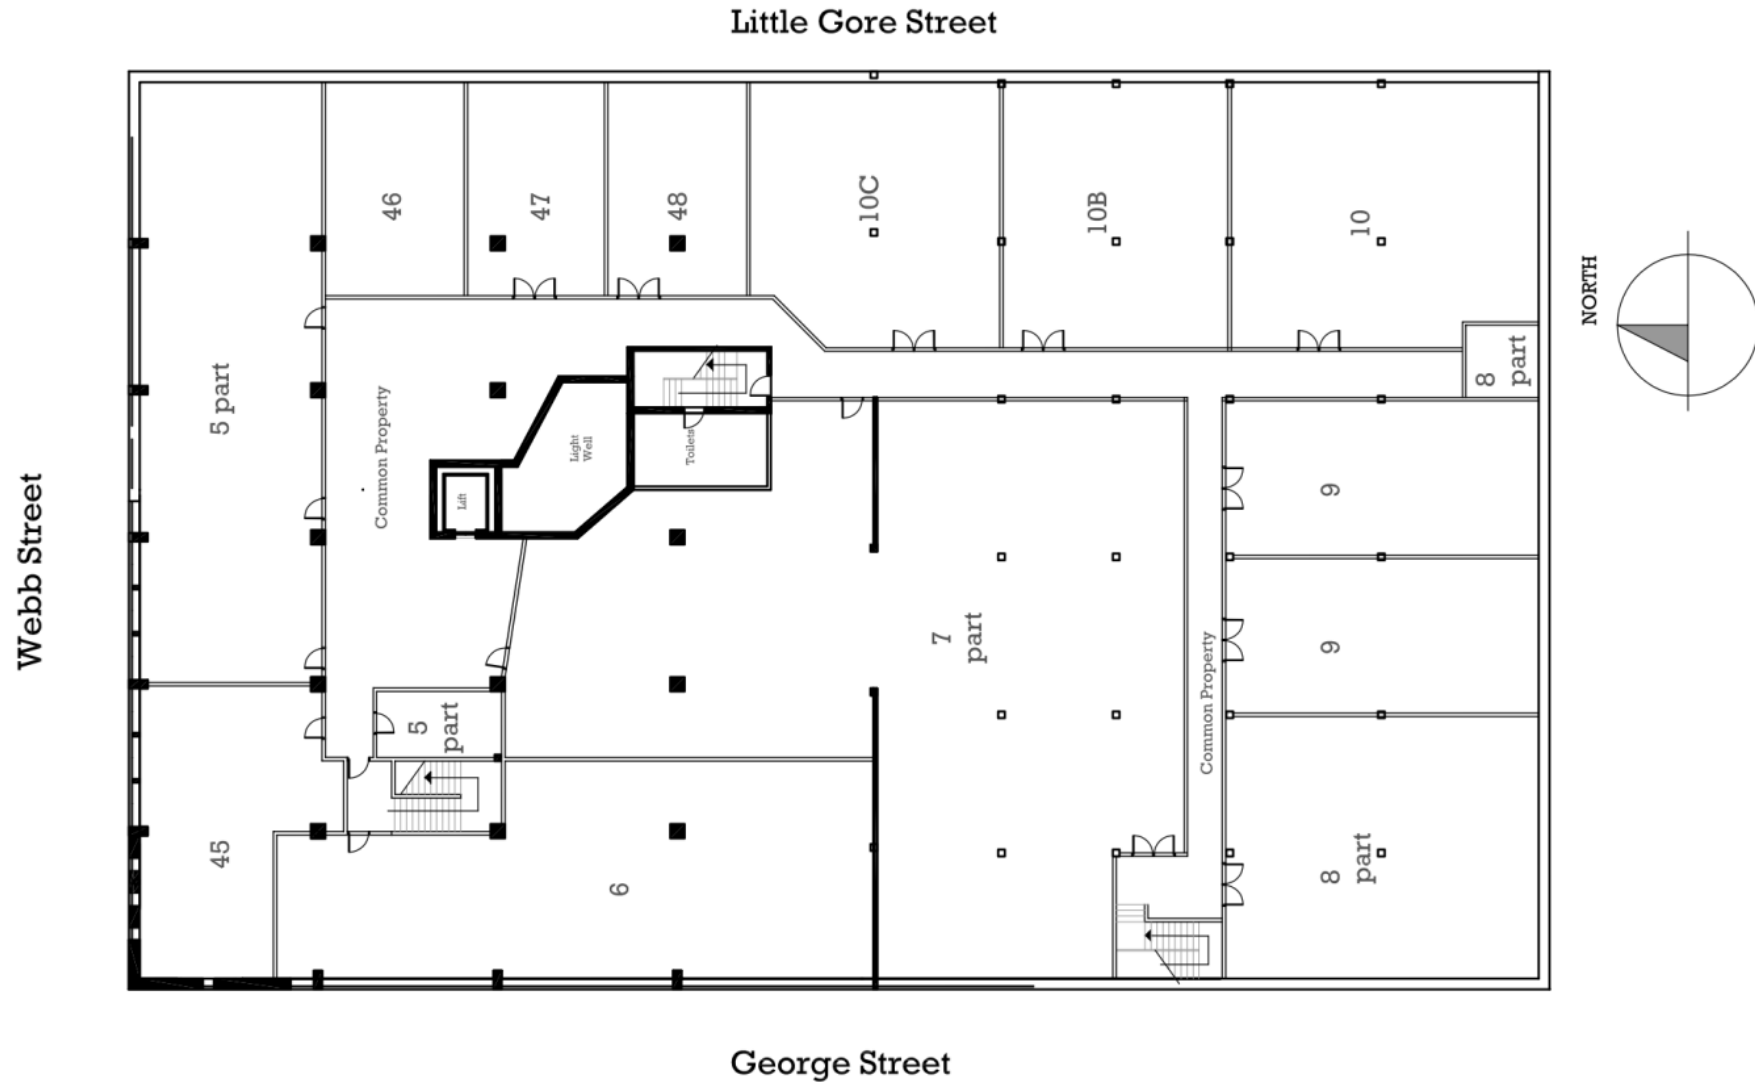 Little Gore Street
46
47
48
10C
10B
10
NORTH
5 part
8
part
Common Property
Light
Well
Toilets
Lift
9
Webb Street
7
part
9
Common Property
5
part
45
6
8
part
George Street